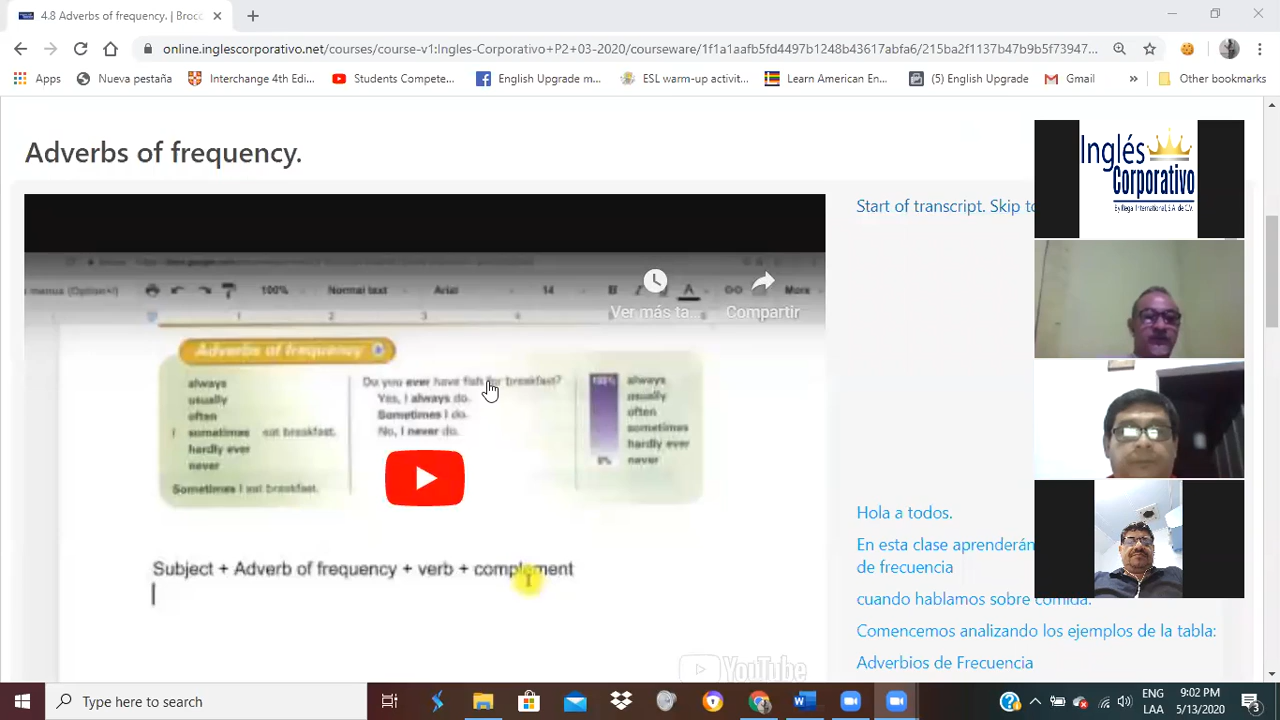 4.8 Adverbs of frequency. | Brocc
online.inglescorporativo.net/courses/course-v1:Ingles-Corporativo+P2+03-2020/courseware/1f1a1aafb5fd4497b1248b43617abfa6/215ba2f1137b47b9b5f73947...
Apps Nueva pestaña Interchange 4th Edi... Students Compete... English Upgrade m... ESL warm-up activit... Learn American En... (5) English Upgrade Gmail » Other bookmarks
Adverbs of frequency.
Start of transcript. Skip to
Inglés
Corporativo
100% Normal text Arial 14 B A More
Ver más ta... Compartir
Adverbs of frequency
always
usually
often
I sometimes eat breakfast.
hardly ever
never
Sometimes I eat breakfast.
Do you ever have fish for breakfast?
Yes, I always do.
Sometimes I do.
No, I never do.
100% always
usually
often
sometimes
hardly ever
0% never
Subject + Adverb of frequency + verb + complement
YouTube
Hola a todos.
En esta clase aprenderán
de frecuencia
cuando hablamos sobre comida.
Comencemos analizando los ejemplos de la tabla:
Adverbios de Frecuencia
Type here to search
ENG
LAA
9:02 PM
5/13/2020
3